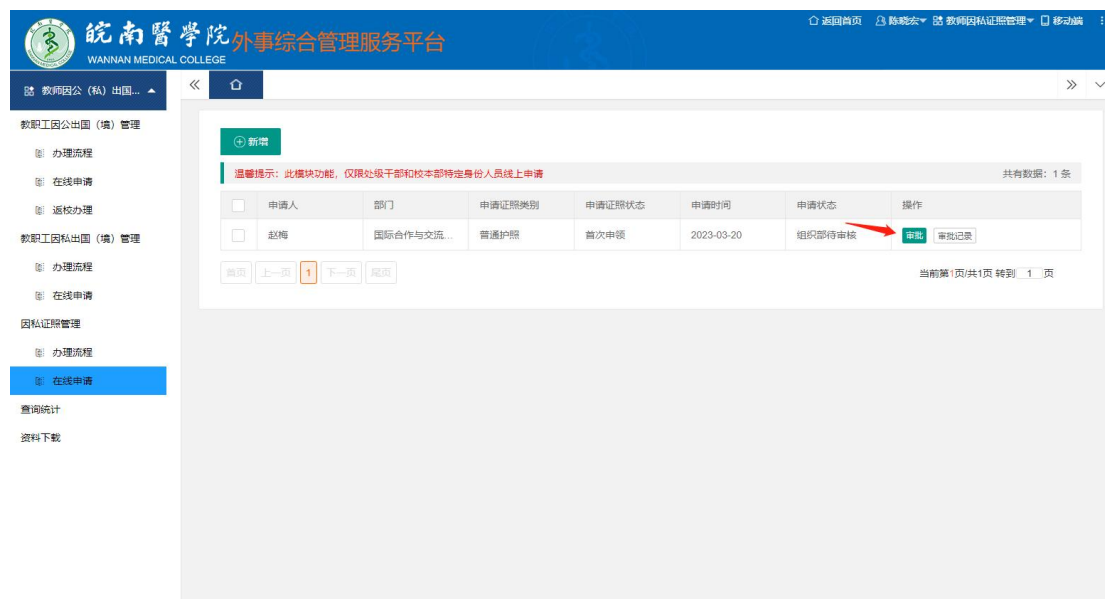 皖南醫學院 外事综合管理服务平台
WANNAN MEDICAL COLLEGE
返回首页 陈晓宏 教师因私证照管理 移动端
教师因公（私）出国...
教职工因公出国（境）管理
办理流程
在线申请
返校办理
教职工因私出国（境）管理
办理流程
在线申请
因私证照管理
办理流程
在线申请
查询统计
资料下载
新增
温馨提示：此模块功能，仅限处级干部和校本部特定身份人员线上申请 共有数据：1 条
申请人 部门 申请证照类别 申请证照状态 申请时间 申请状态 操作
赵梅 国际合作与交流... 普通护照 首次申领 2023-03-20 组织部待审核 审批 审批记录
首页 上一页 1 下一页 尾页 当前第1页/共1页 转到 1 页